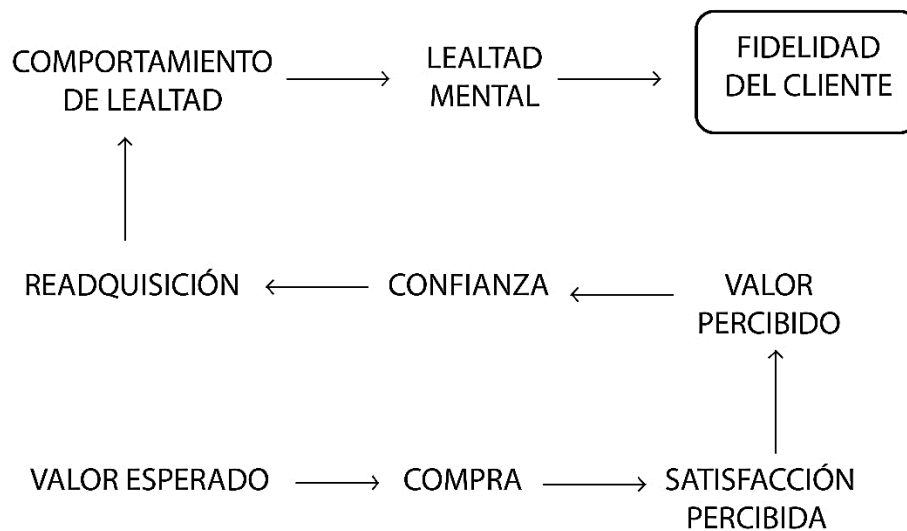 COMPORTAMIENTO
DE LEALTAD
LEALTAD
MENTAL
FIDELIDAD
DEL CLIENTE
READQUISICIÓN
CONFIANZA
VALOR
PERCIBIDO
VALOR ESPERADO
COMPRA
SATISFACCIÓN
PERCIBIDA